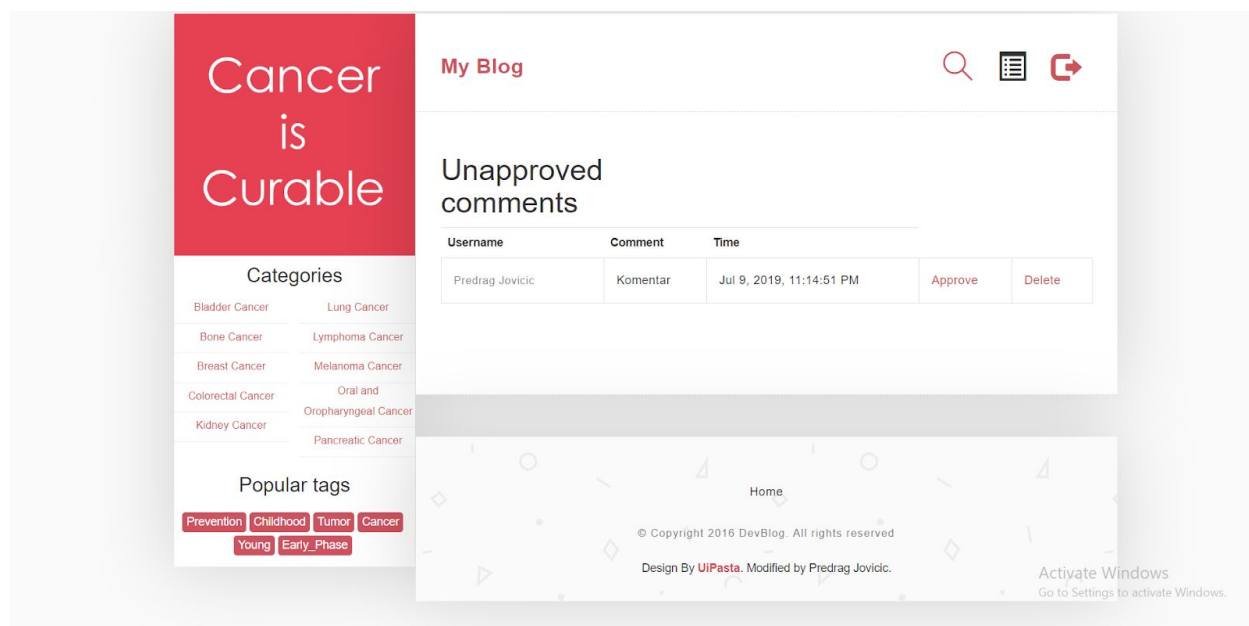 Cancer
is
Curable
Categories
Bladder Cancer
Lung Cancer
Bone Cancer
Lymphoma Cancer
Breast Cancer
Melanoma Cancer
Colorectal Cancer
Oral and
Oropharyngeal Cancer
Kidney Cancer
Pancreatic Cancer
Popular tags
Prevention Childhood Tumor Cancer
Young Early_Phase
My Blog
Unapproved
comments
Username Comment Time
Predrag Jovicic Komentar Jul 9, 2019, 11:14:51 PM Approve Delete
Home
© Copyright 2016 DevBlog. All rights reserved
Design By UiPasta. Modified by Predrag Jovicic.
Activate Windows
Go to Settings to activate Windows.